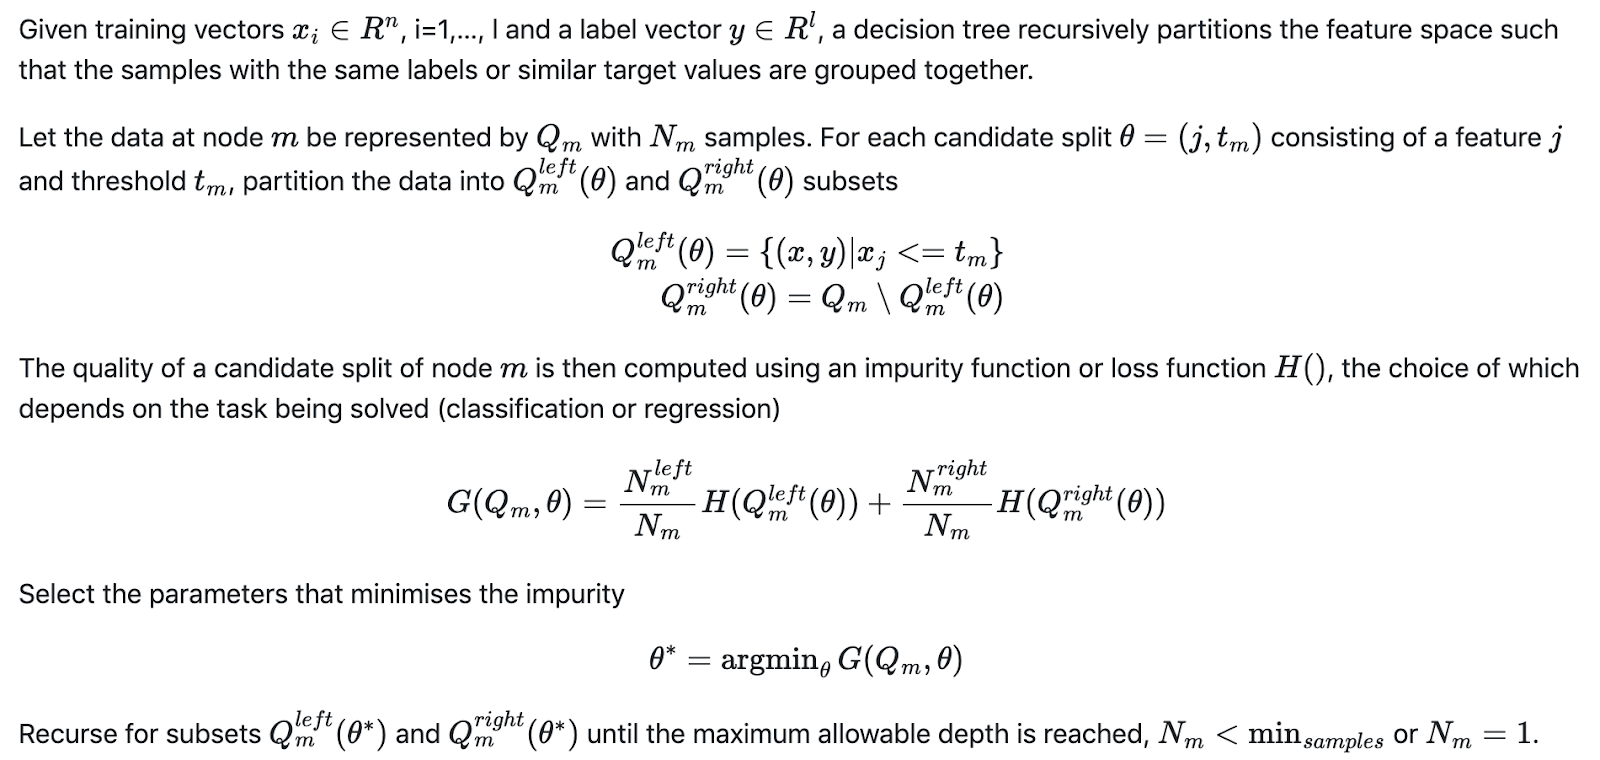 Given training vectors $x_i \in R^n$, i=1,..., l and a label vector $y \in R^l$, a decision tree recursively partitions the feature space such
that the samples with the same labels or similar target values are grouped together.
Let the data at node $m$ be represented by $Q_m$ with $N_m$ samples. For each candidate split $\theta = (j, t_m)$ consisting of a feature $j$
and threshold $t_m$, partition the data into $Q_m^{left}(\theta)$ and $Q_m^{right}(\theta)$ subsets
$Q_m^{left}(\theta) = \{(x, y)|x_j <= t_m\}$
$Q_m^{right}(\theta) = Q_m \setminus Q_m^{left}(\theta)$
The quality of a candidate split of node $m$ is then computed using an impurity function or loss function $H()$, the choice of which
depends on the task being solved (classification or regression)
$G(Q_m, \theta) = \frac{N_m^{left}}{N_m} H(Q_m^{left}(\theta)) + \frac{N_m^{right}}{N_m} H(Q_m^{right}(\theta))$
Select the parameters that minimises the impurity
$\theta^* = \operatorname{argmin}_\theta G(Q_m, \theta)$
Recurse for subsets $Q_m^{left}(\theta^*)$ and $Q_m^{right}(\theta^*)$ until the maximum allowable depth is reached, $N_m < \min_{samples}$ or $N_m = 1$.